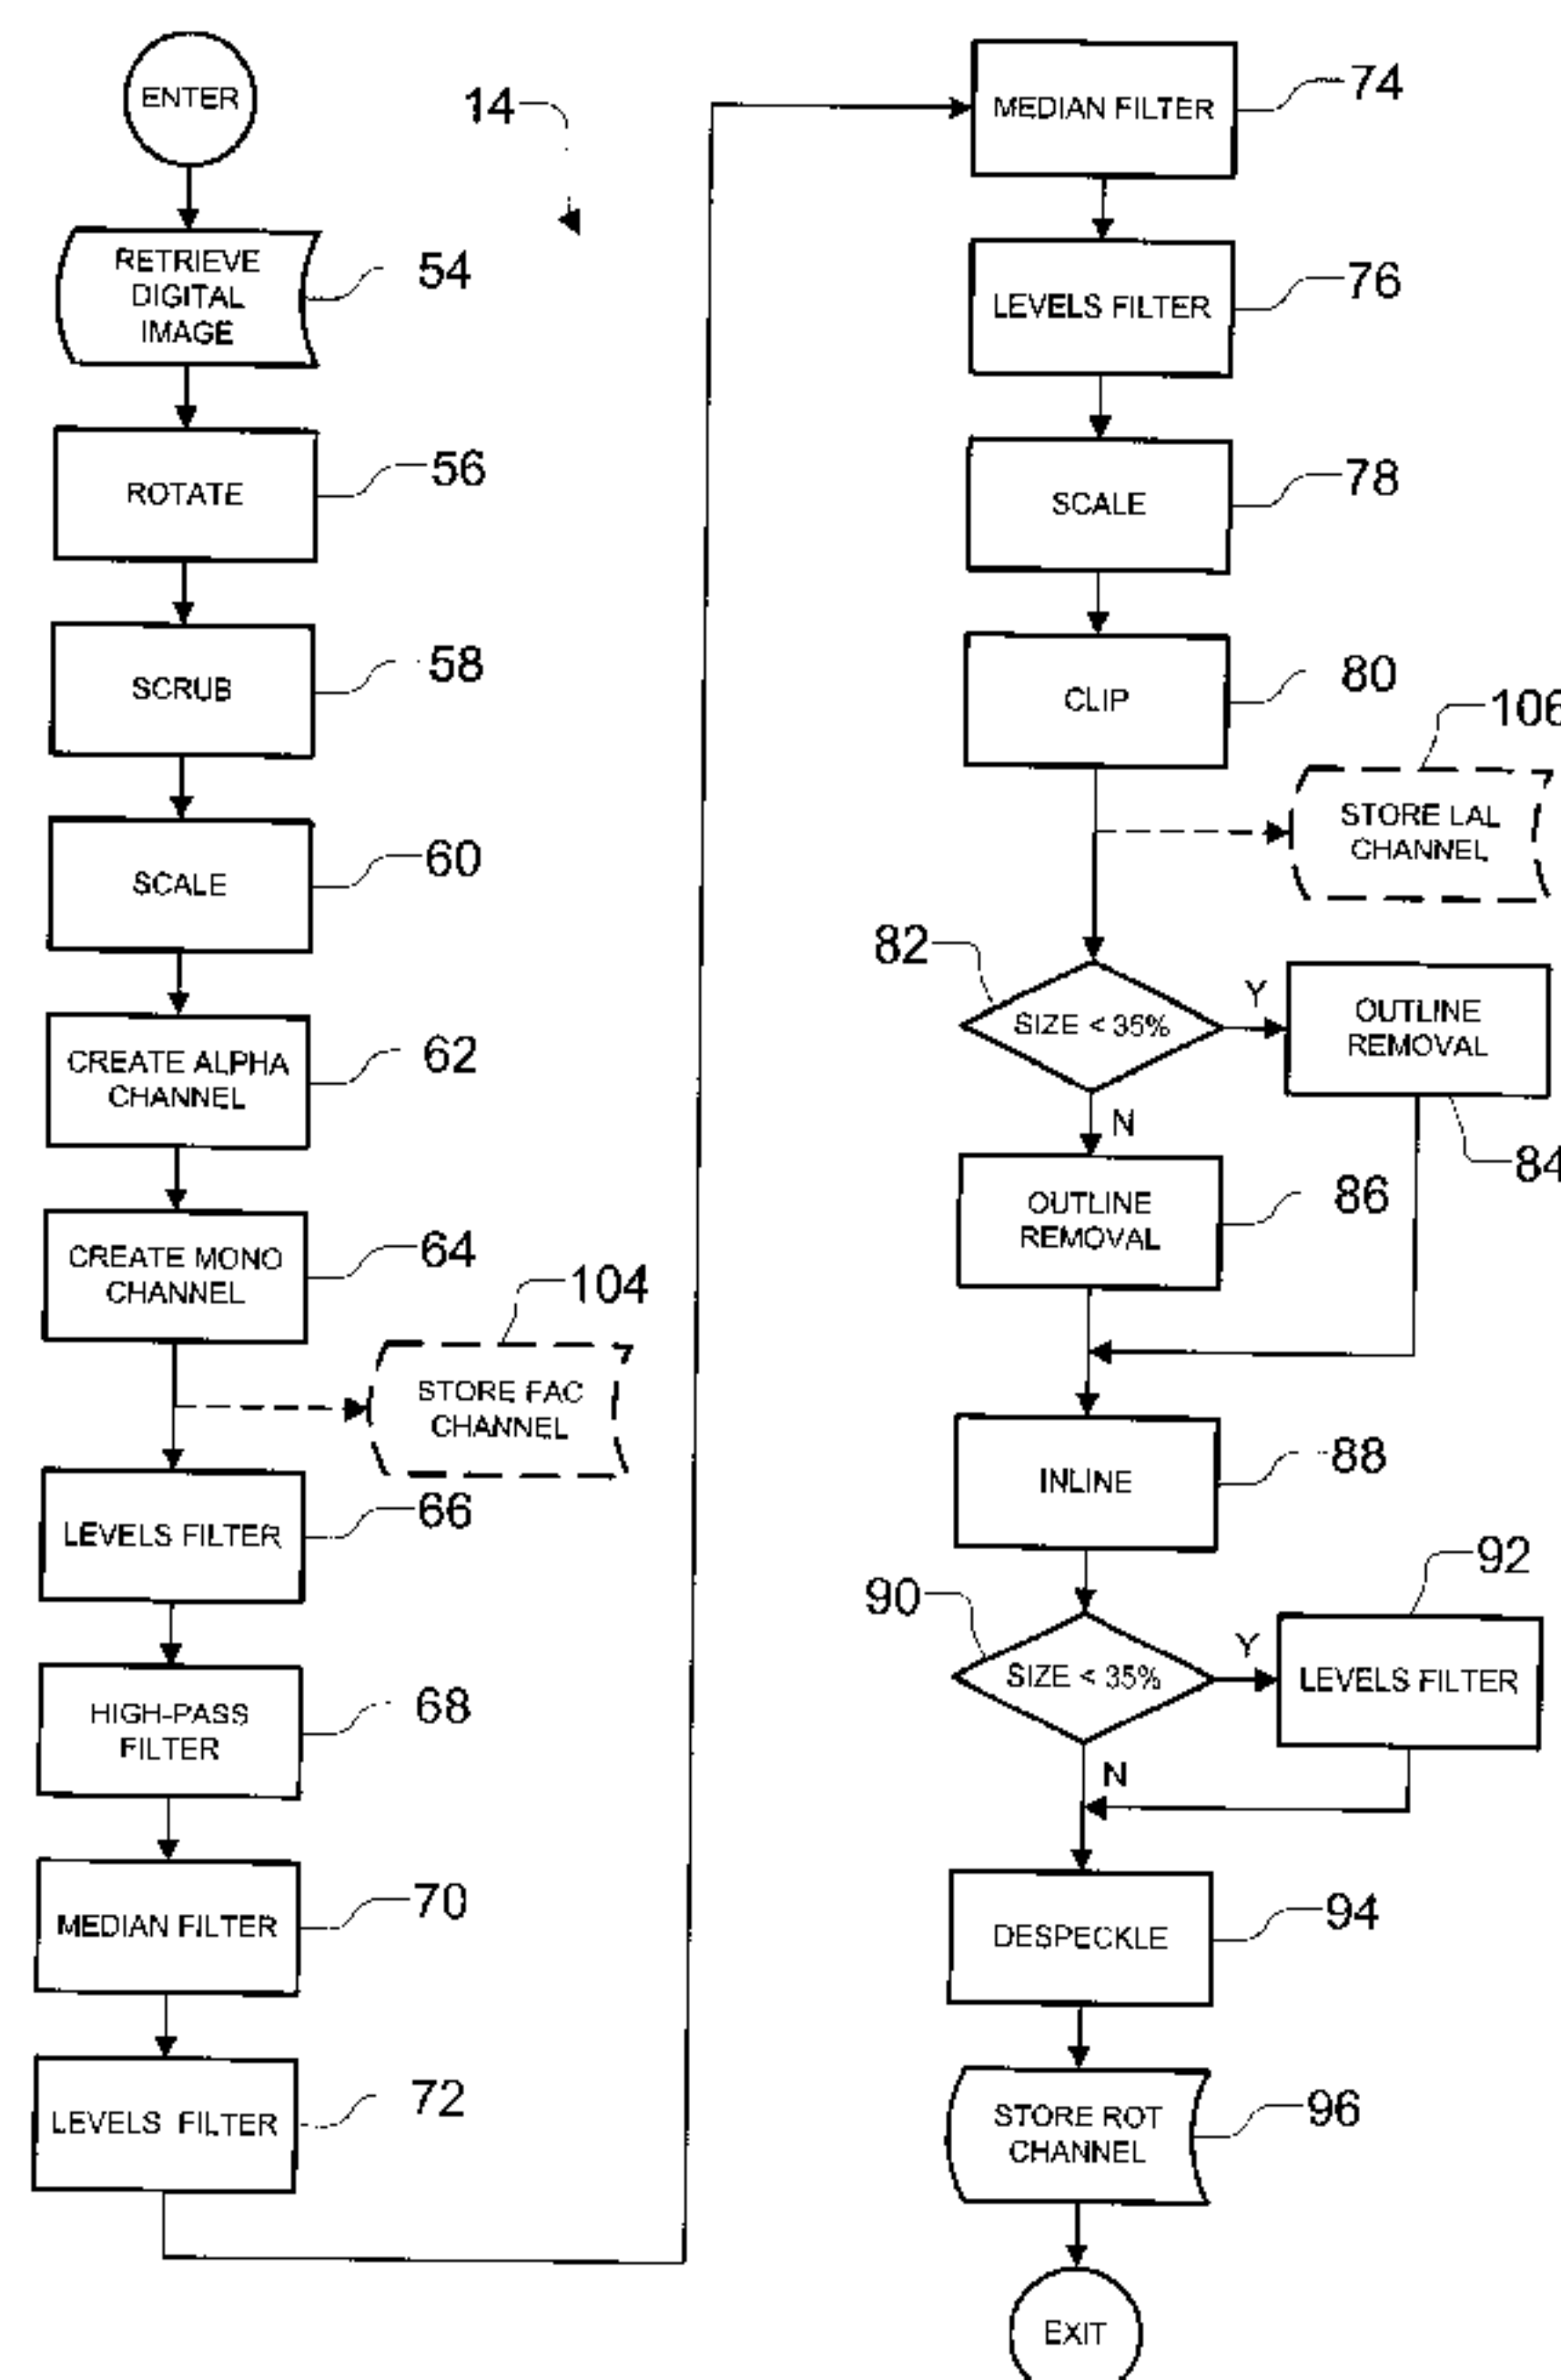 ENTER
14
RETRIEVE
DIGITAL
IMAGE
54
ROTATE
56
SCRUB
58
SCALE
60
CREATE ALPHA
CHANNEL
62
CREATE MONO
CHANNEL
64
104
STORE FAC
CHANNEL
LEVELS FILTER
66
HIGH-PASS
FILTER
68
MEDIAN FILTER
70
LEVELS FILTER
72
MEDIAN FILTER
74
LEVELS FILTER
76
SCALE
78
CLIP
80
106
STORE LAL
CHANNEL
82
SIZE < 35%
Y
OUTLINE
REMOVAL
84
N
OUTLINE
REMOVAL
86
INLINE
88
90
SIZE < 35%
Y
92
LEVELS FILTER
N
DESPECKLE
94
STORE ROT
CHANNEL
96
EXIT